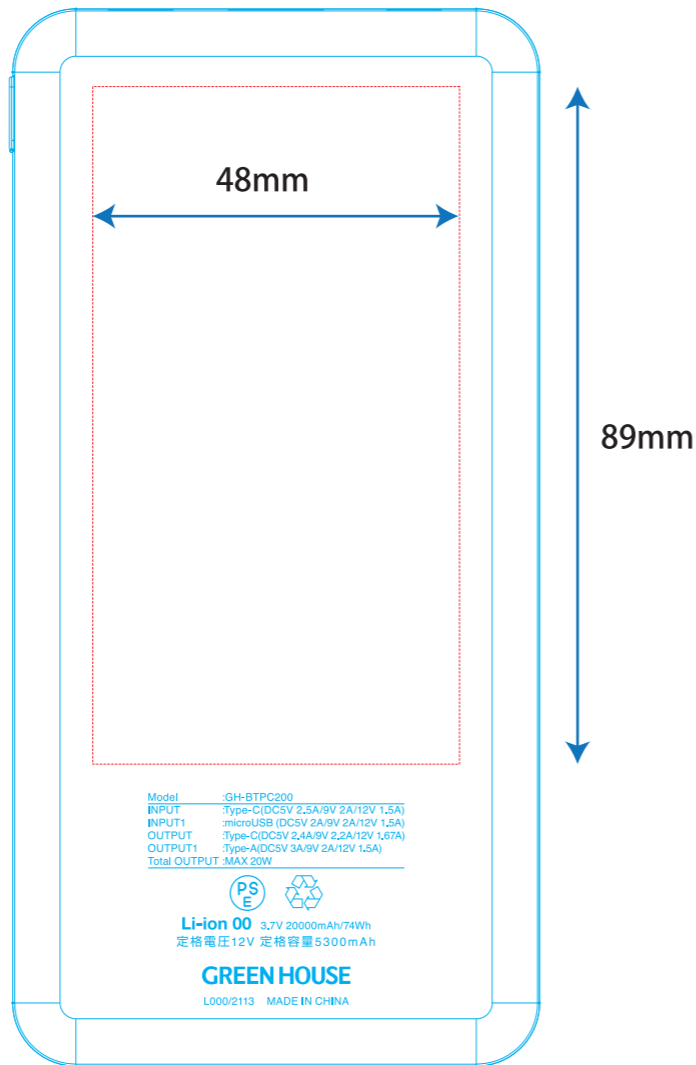 48mm
89mm
Model :GH-BTPC200
INPUT :Type-C(DC5V 2.5A/9V 2A/12V 1.5A)
INPUT1 :microUSB (DC5V 2A/9V 2A/12V 1.5A)
OUTPUT :Type-C(DC5V 2.4A/9V 2.2A/12V 1.67A)
OUTPUT1 :Type-A(DC5V 3A/9V 2A/12V 1.5A)
Total OUTPUT :MAX 20W
PS
E
Li-ion 00 3.7V 20000mAh/74Wh
定格電圧12V 定格容量5300mAh
GREEN HOUSE
L000/2113 MADE IN CHINA